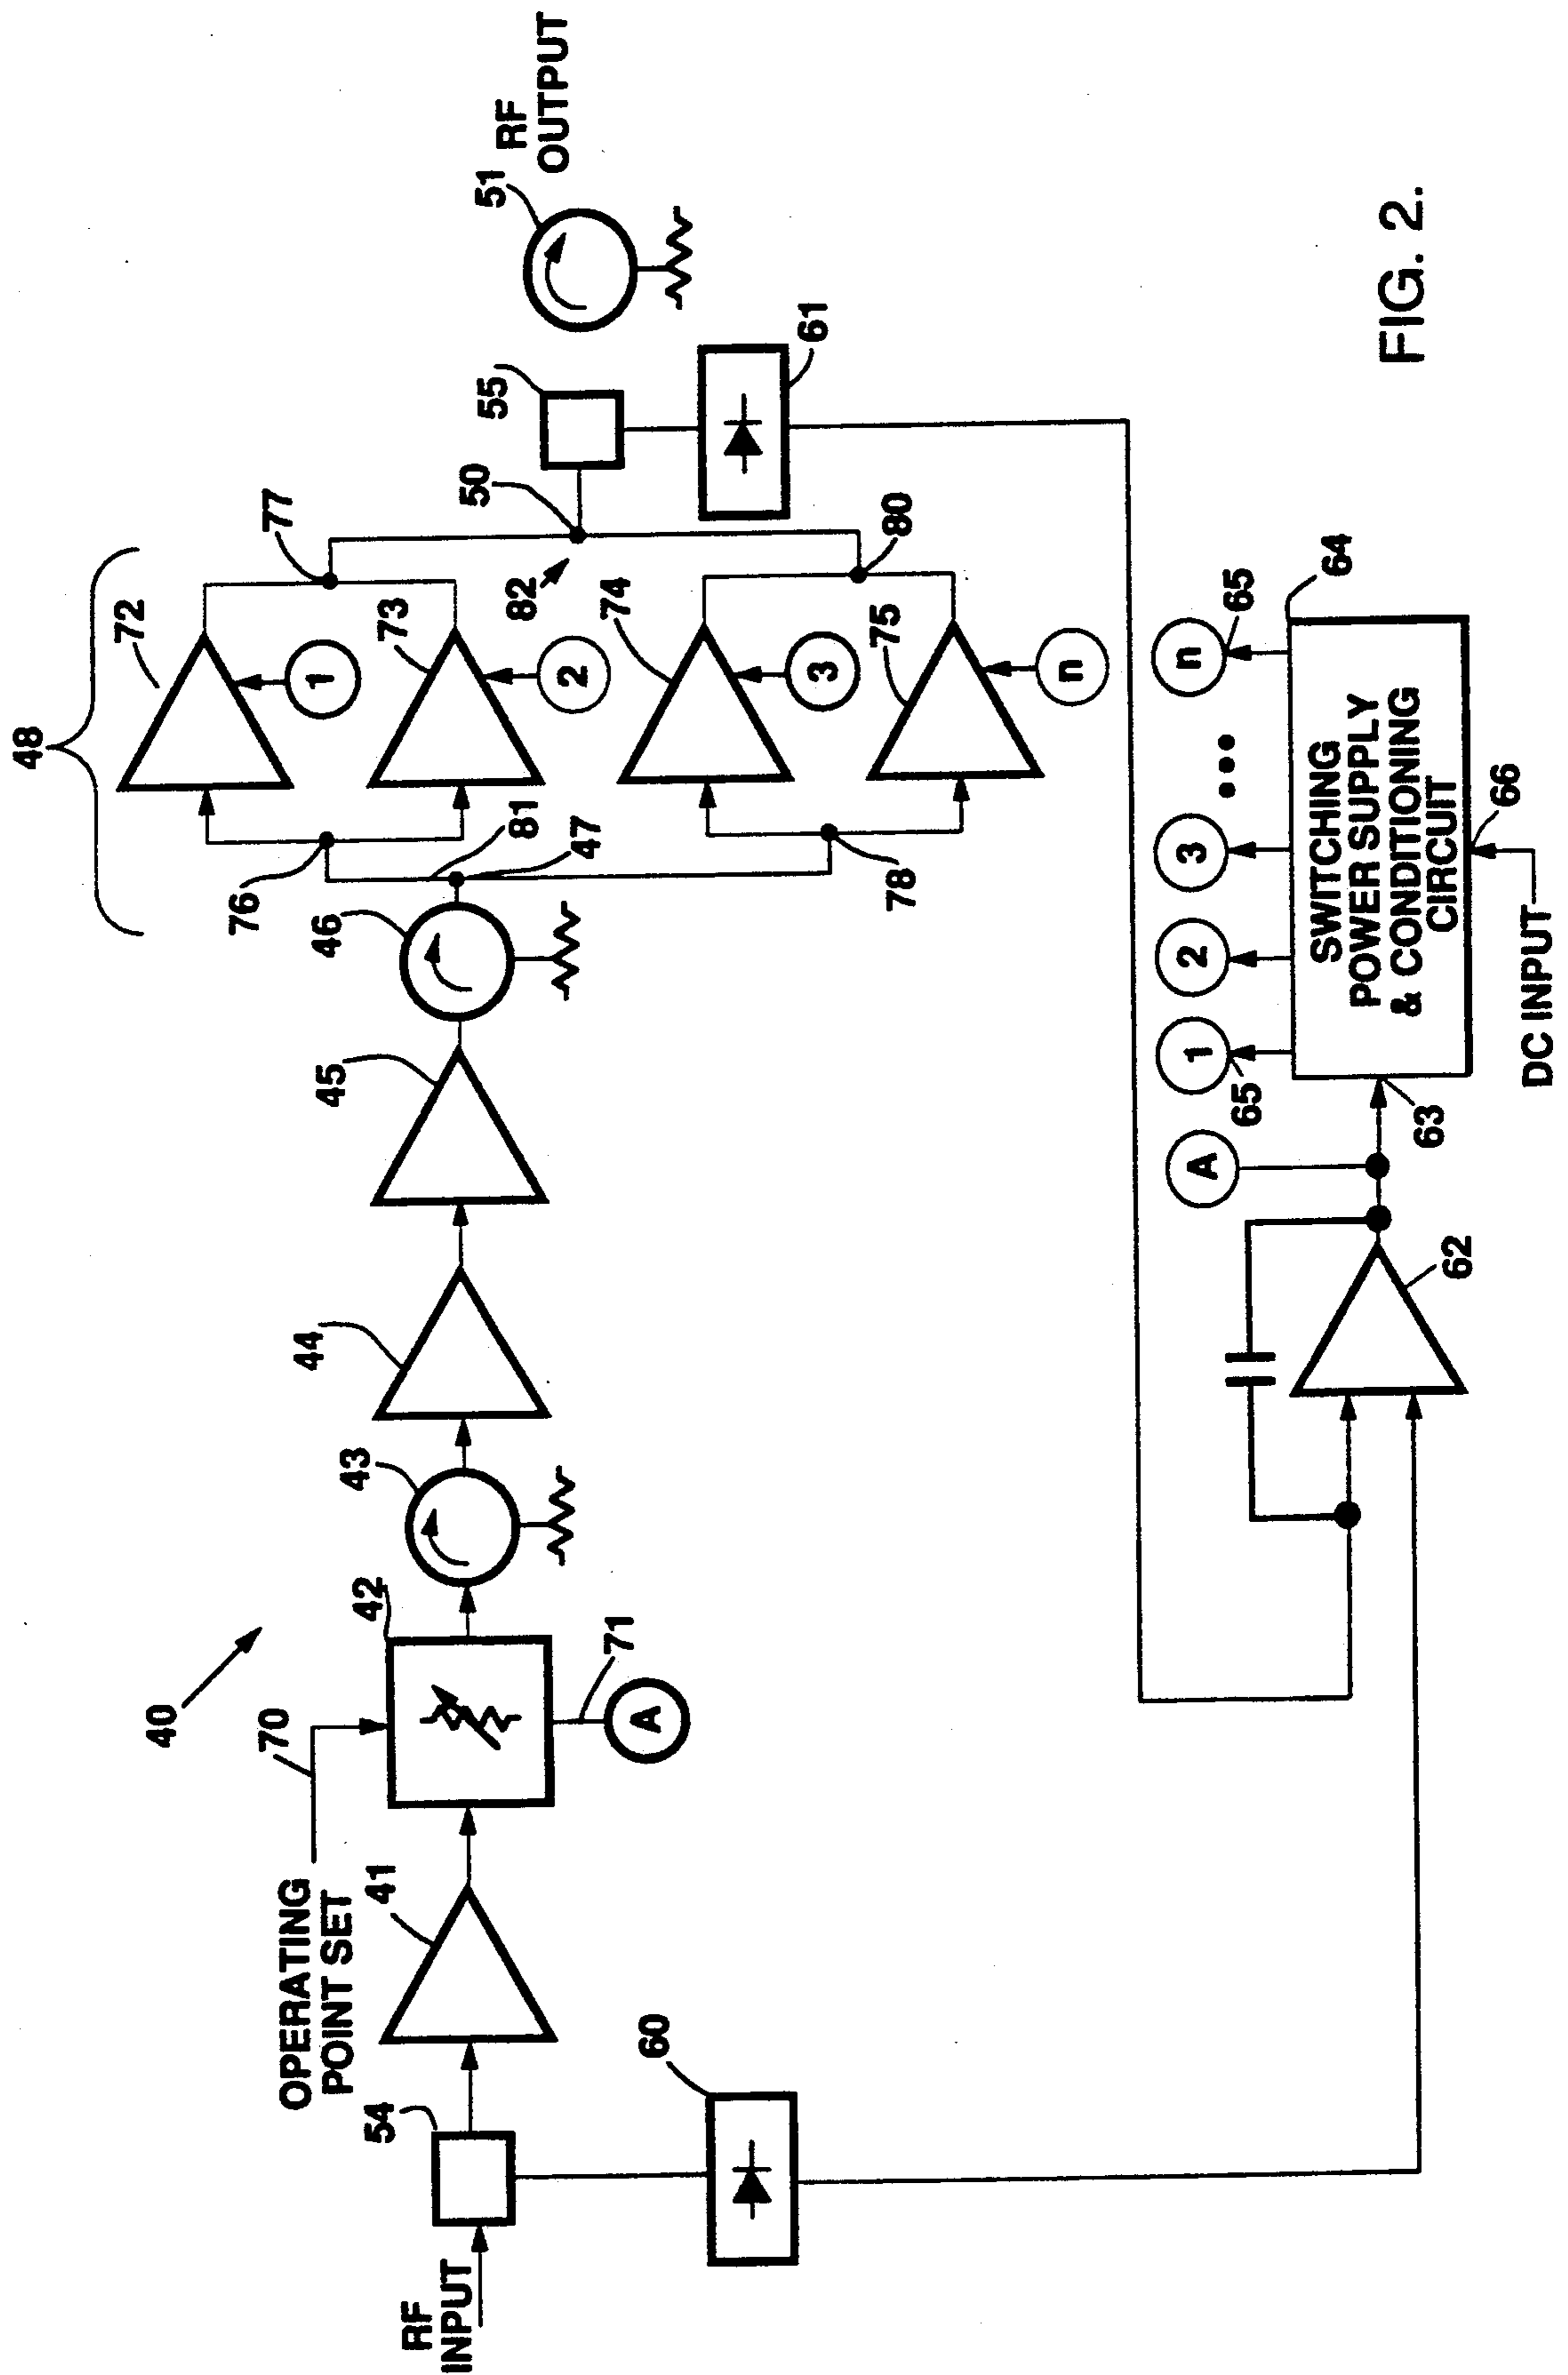 40
48
70
OPERATING
POINT SET
RF
INPUT
54
41
42
43
44
45
46
76
81
47
78
72
73
74
75
1
2
3
n
77
82
50
80
55
61
51
RF
OUTPUT
71
A
60
62
A
63
65
1
2
3
n
65
64
SWITCHING
POWER SUPPLY
& CONDITIONING
CIRCUIT
66
DC INPUT
FIG. 2.